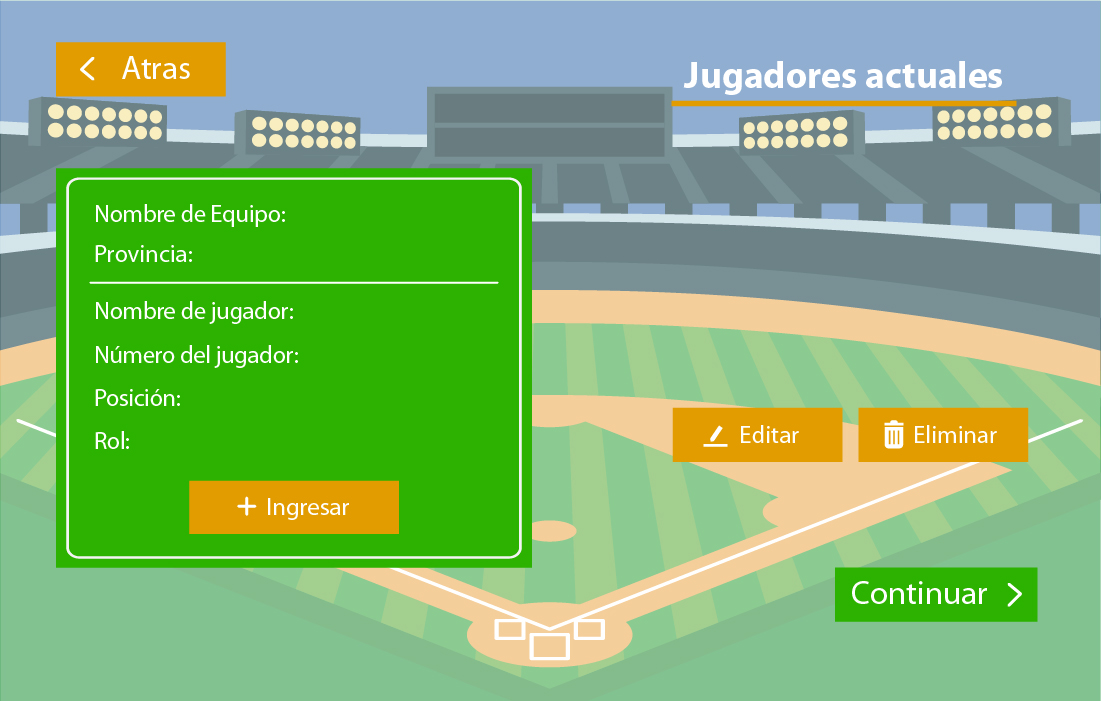 Atras
Jugadores actuales
Nombre de Equipo:
Provincia:
Nombre de jugador:
Número del jugador:
Posición:
Rol:
+ Ingresar
Editar
Eliminar
Continuar